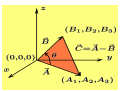 z
(B₁,B₂,B₃)
B⃗
C⃗=A⃗−B⃗
(0,0,0)
θ
y
A⃗
x
(A₁,A₂,A₃)